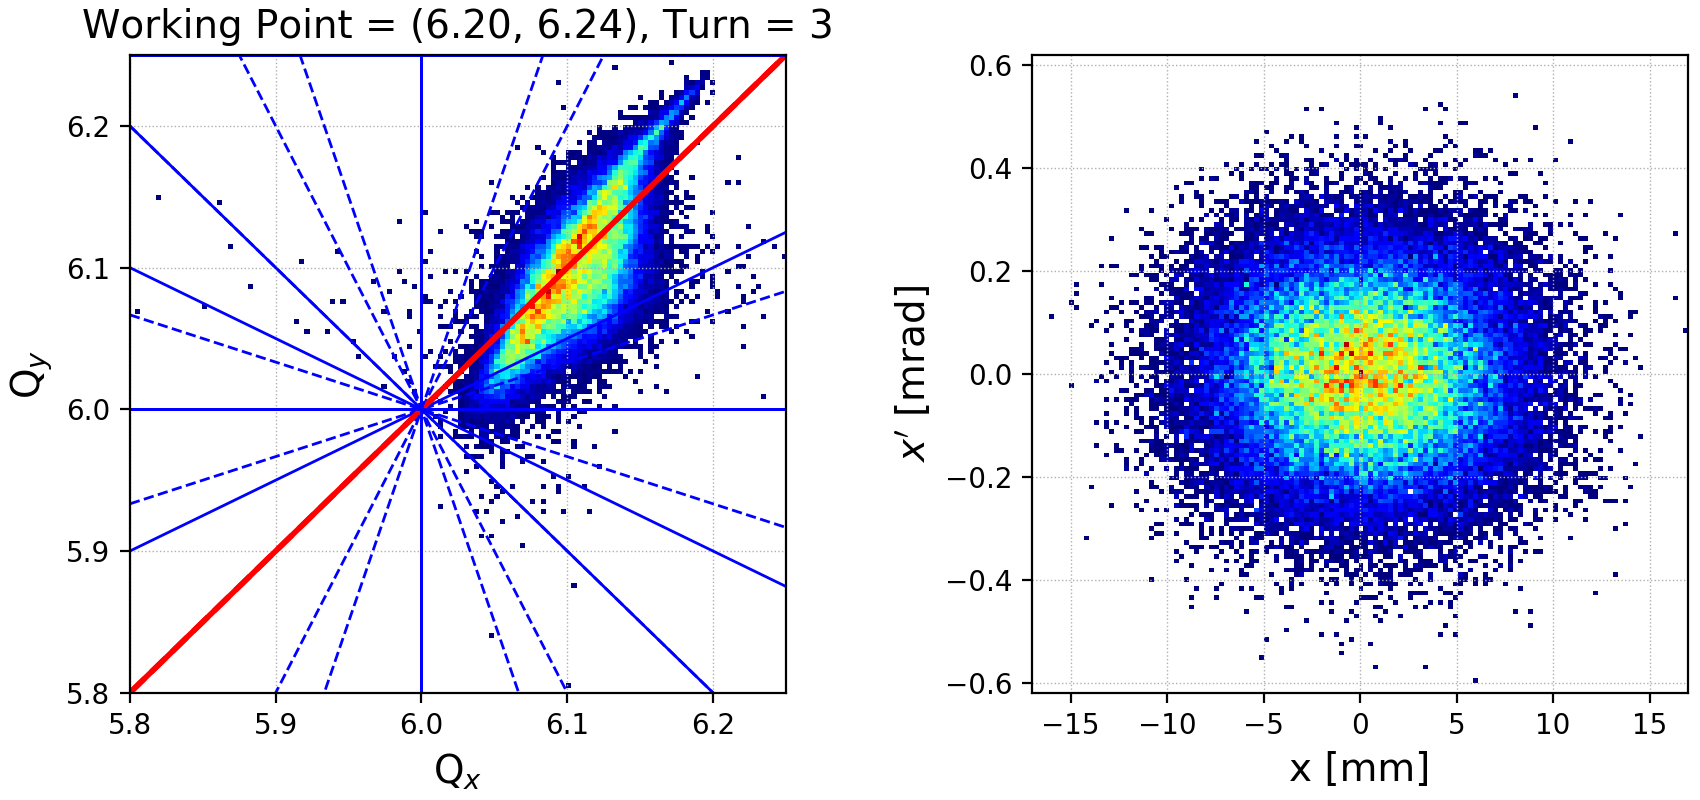 Working Point = (6.20, 6.24), Turn = 3
6.2
6.1
6.0
5.9
5.8
Q_y
5.8 5.9 6.0 6.1 6.2
Q_x
0.6
0.4
0.2
0.0
−0.2
−0.4
−0.6
x′ [mrad]
−15 −10 −5 0 5 10 15
x [mm]